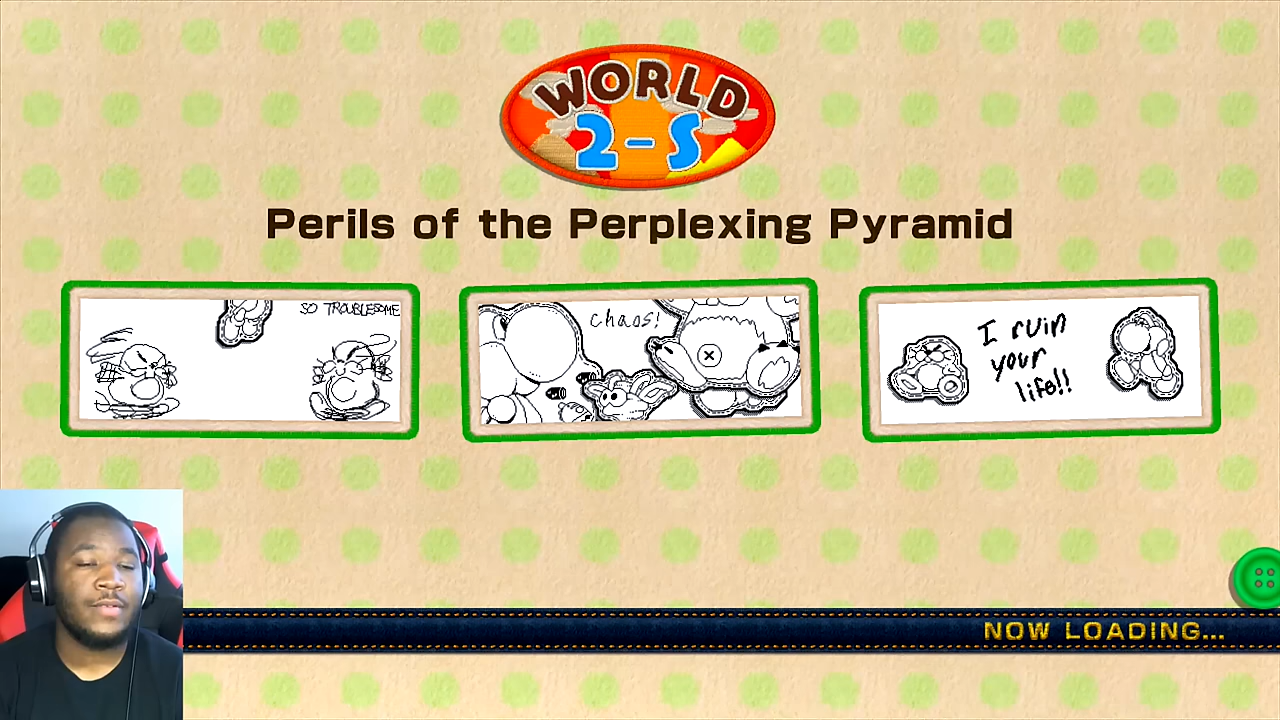 WORLD
2-S
Perils of the Perplexing Pyramid
SO TROUBLESOME
chaos!
I ruin
your
life!!
NOW LOADING...